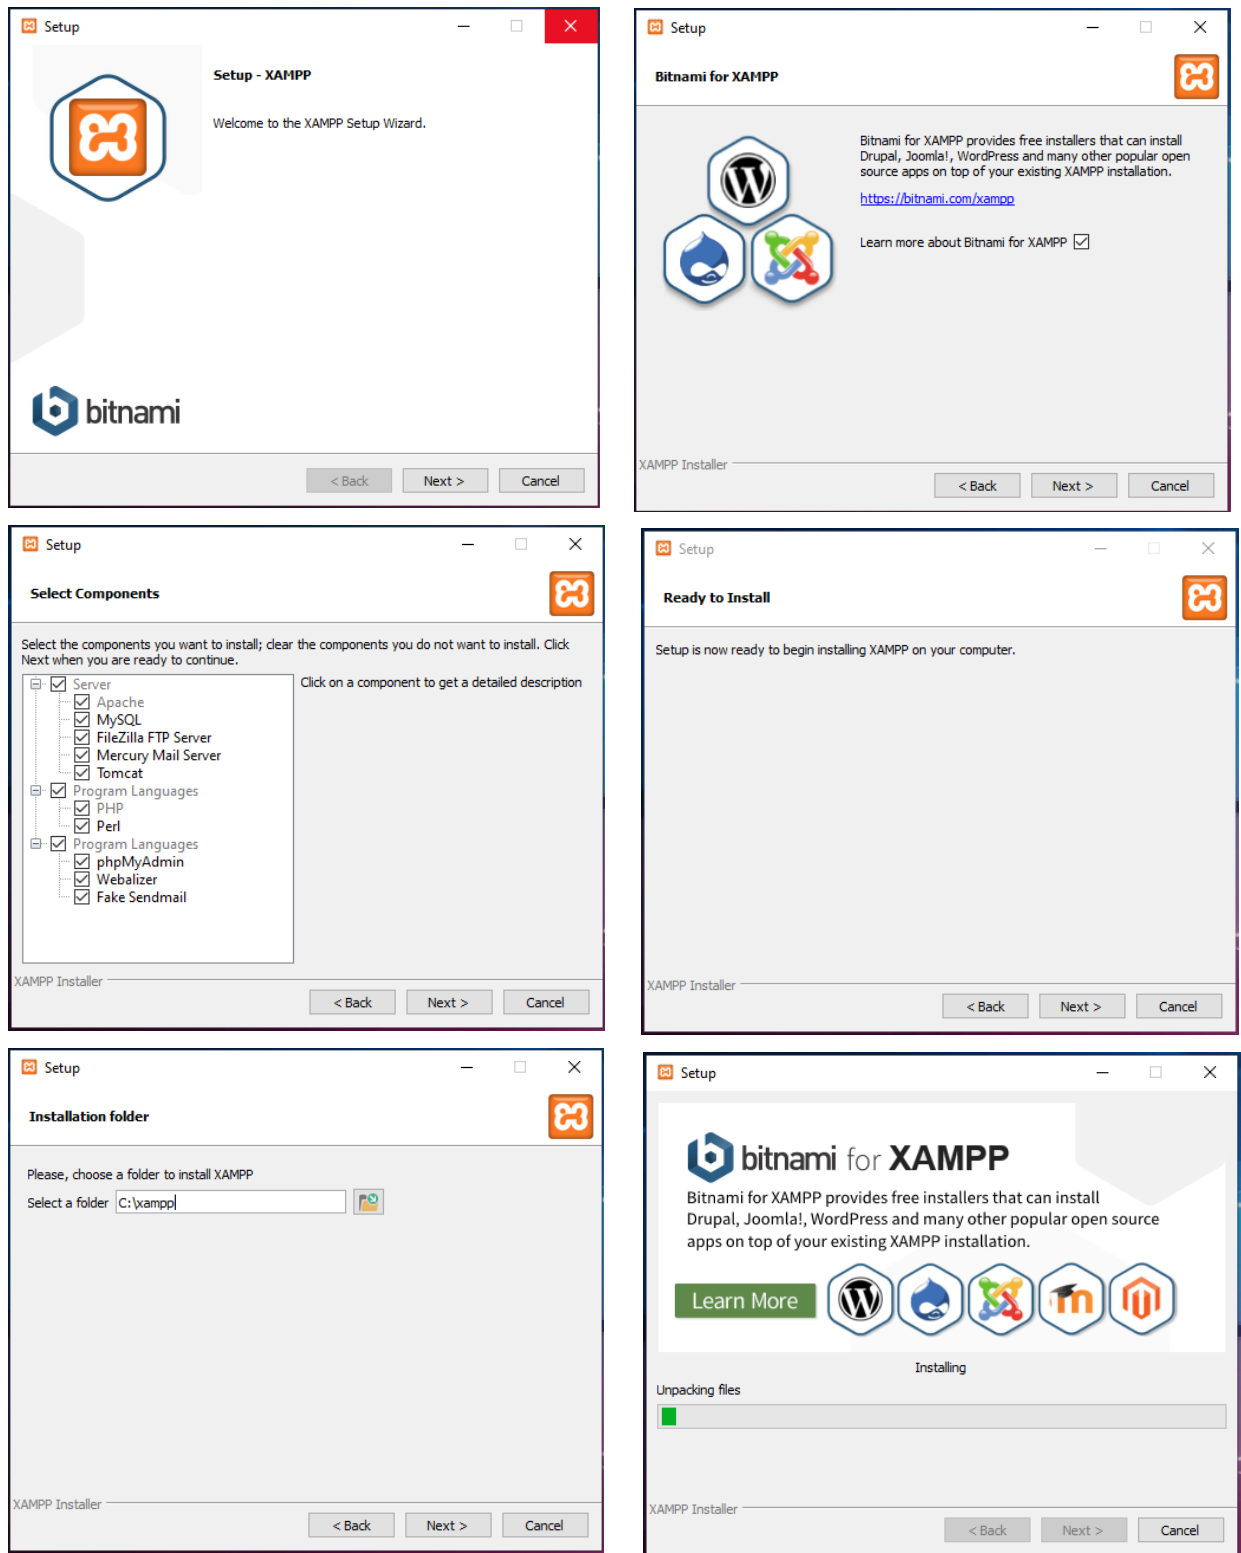 Setup
Setup - XAMPP
Welcome to the XAMPP Setup Wizard.
bitnami
< Back
Next >
Cancel
Setup
Bitnami for XAMPP
Bitnami for XAMPP provides free installers that can install
Drupal, Joomla!, WordPress and many other popular open
source apps on top of your existing XAMPP installation.
https://bitnami.com/xampp
Learn more about Bitnami for XAMPP
XAMPP Installer
< Back
Next >
Cancel
Setup
Select Components
Select the components you want to install; clear the components you do not want to install. Click
Next when you are ready to continue.
Server
Apache
MySQL
FileZilla FTP Server
Mercury Mail Server
Tomcat
Program Languages
PHP
Perl
Program Languages
phpMyAdmin
Webalizer
Fake Sendmail
Click on a component to get a detailed description
XAMPP Installer
< Back
Next >
Cancel
Setup
Ready to Install
Setup is now ready to begin installing XAMPP on your computer.
XAMPP Installer
< Back
Next >
Cancel
Setup
Installation folder
Please, choose a folder to install XAMPP
Select a folder C:\xampp
XAMPP Installer
< Back
Next >
Cancel
Setup
bitnami for XAMPP
Bitnami for XAMPP provides free installers that can install
Drupal, Joomla!, WordPress and many other popular open source
apps on top of your existing XAMPP installation.
Learn More
Installing
Unpacking files
XAMPP Installer
< Back
Next >
Cancel